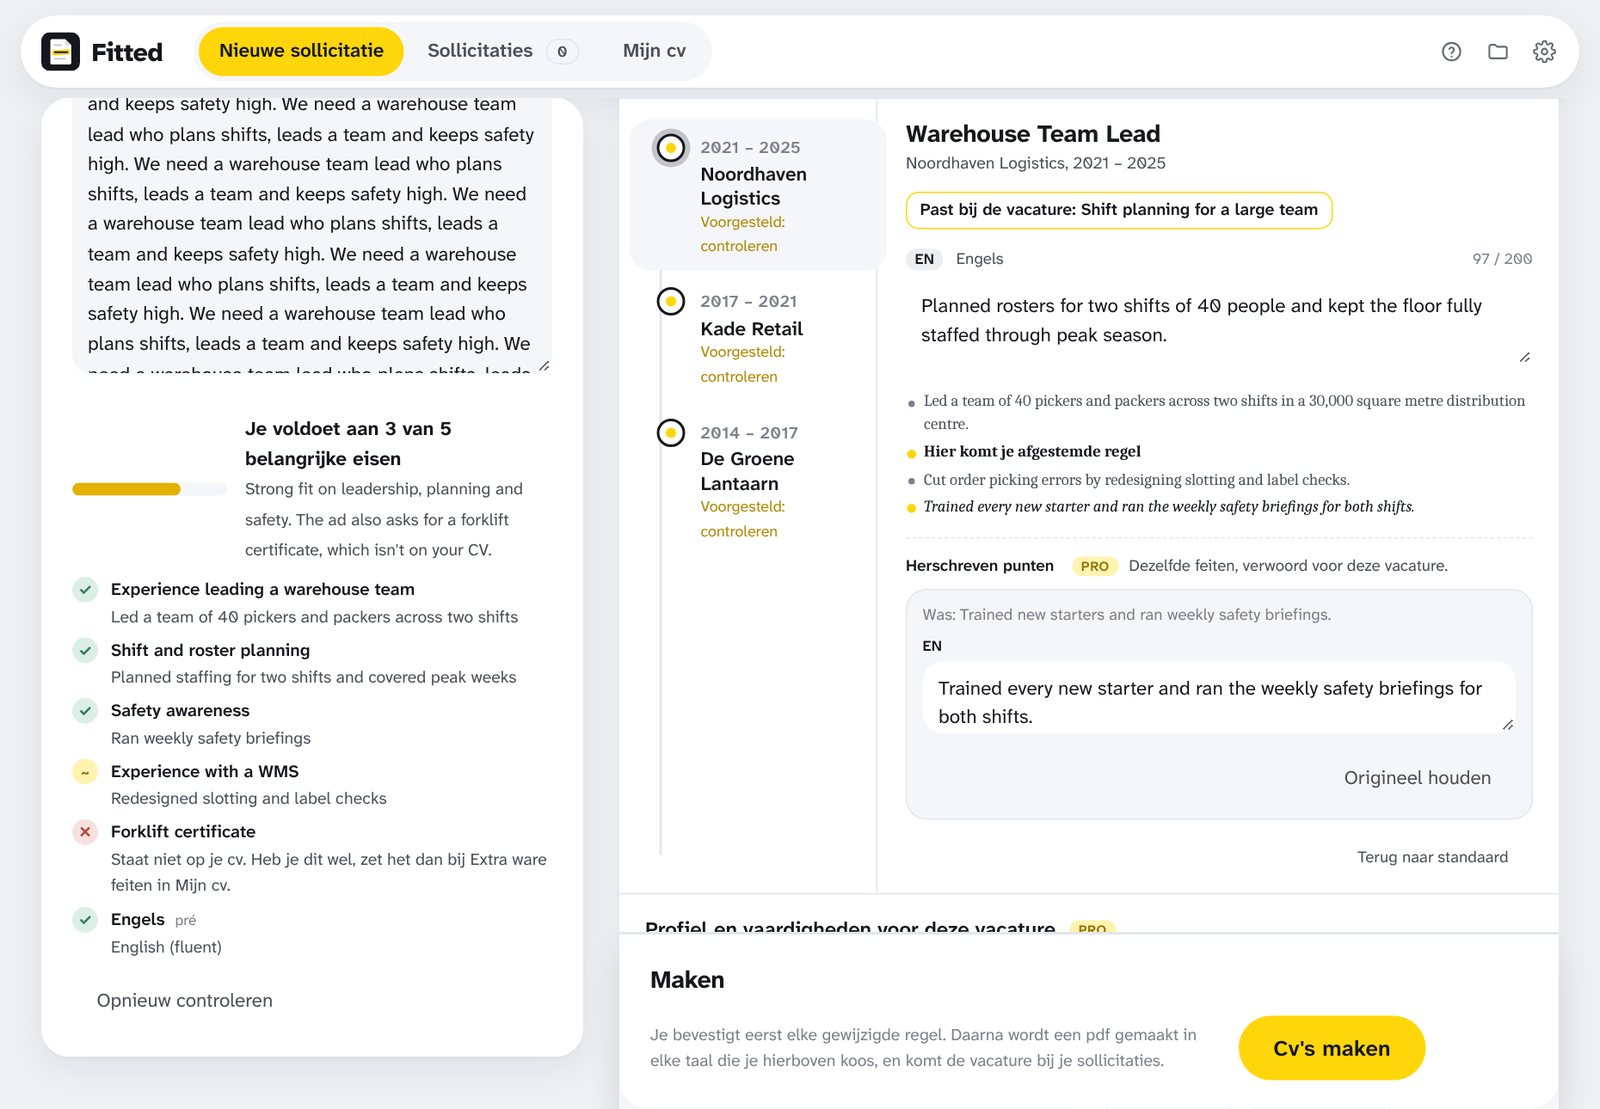 Fitted
Nieuwe sollicitatie
Sollicitaties 0
Mijn cv
and keeps safety high. We need a warehouse team
lead who plans shifts, leads a team and keeps safety
high. We need a warehouse team lead who plans
shifts, leads a team and keeps safety high. We need
a warehouse team lead who plans shifts, leads a
team and keeps safety high. We need a warehouse
team lead who plans shifts, leads a team and keeps
safety high. We need a warehouse team lead who
plans shifts, leads a team and keeps safety high. We
need a warehouse team lead who plans shifts, leads
Je voldoet aan 3 van 5
belangrijke eisen
Strong fit on leadership, planning and
safety. The ad also asks for a forklift
certificate, which isn't on your CV.
Experience leading a warehouse team
Led a team of 40 pickers and packers across two shifts
Shift and roster planning
Planned staffing for two shifts and covered peak weeks
Safety awareness
Ran weekly safety briefings
~ Experience with a WMS
Redesigned slotting and label checks
Forklift certificate
Staat niet op je cv. Heb je dit wel, zet het dan bij Extra ware
feiten in Mijn cv.
Engels pré
English (fluent)
Opnieuw controleren
2021 – 2025
Noordhaven
Logistics
Voorgesteld:
controleren
2017 – 2021
Kade Retail
Voorgesteld:
controleren
2014 – 2017
De Groene
Lantaarn
Voorgesteld:
controleren
Warehouse Team Lead
Noordhaven Logistics, 2021 – 2025
Past bij de vacature: Shift planning for a large team
EN Engels 97 / 200
Planned rosters for two shifts of 40 people and kept the floor fully
staffed through peak season.
Led a team of 40 pickers and packers across two shifts in a 30,000 square metre distribution
centre.
Hier komt je afgestemde regel
Cut order picking errors by redesigning slotting and label checks.
Trained every new starter and ran the weekly safety briefings for both shifts.
Herschreven punten PRO Dezelfde feiten, verwoord voor deze vacature.
Was: Trained new starters and ran weekly safety briefings.
EN
Trained every new starter and ran the weekly safety briefings for
both shifts.
Origineel houden
Terug naar standaard
Profiel en vaardigheden voor deze vacature PRO
Maken
Je bevestigt eerst elke gewijzigde regel. Daarna wordt een pdf gemaakt in
elke taal die je hierboven koos, en komt de vacature bij je sollicitaties.
Cv's maken